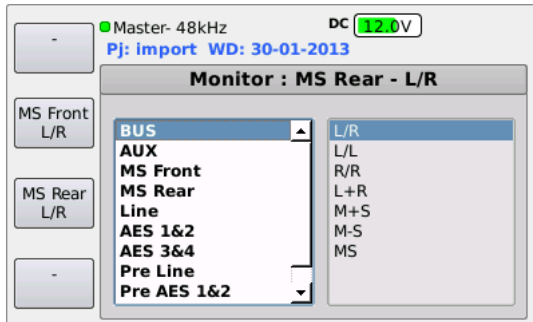 -
Master- 48kHz
DC 12.0V
Pj: import WD: 30-01-2013
Monitor : MS Rear - L/R
MS Front
L/R
MS Rear
L/R
-
BUS
AUX
MS Front
MS Rear
Line
AES 1&2
AES 3&4
Pre Line
Pre AES 1&2
L/R
L/L
R/R
L+R
M+S
M-S
MS